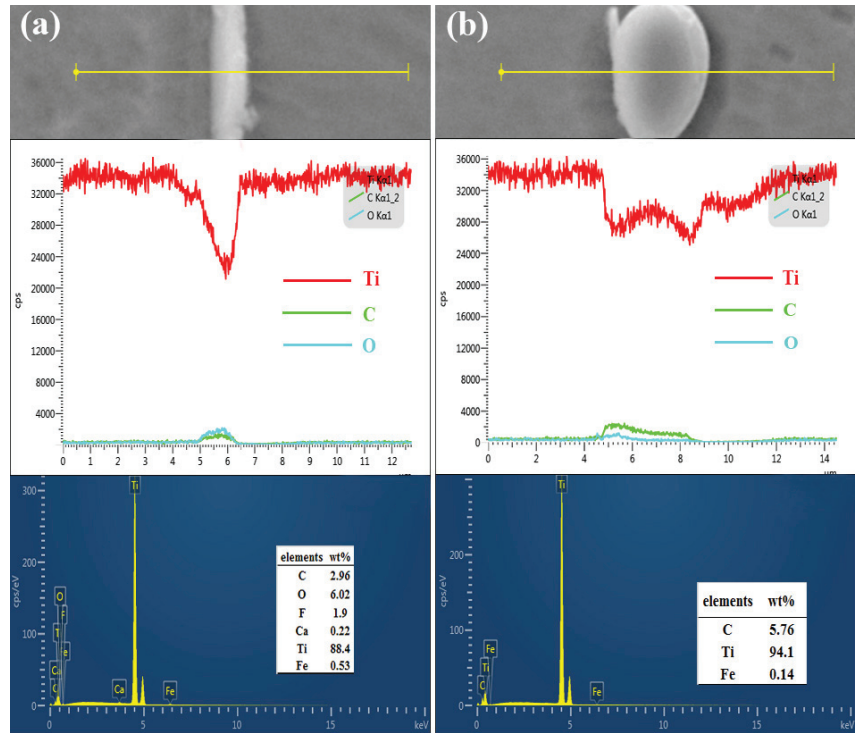 (a)
36000
32000
28000
24000
20000
16000
12000
8000
4000
cps
Ti Kα1
C Kα1_2
O Kα1
Ti
C
O
0 1 2 3 4 5 6 7 8 9 10 11 12
300
200
100
0
cps/eV
Ti
O
F
T
Fe
Ca
C
Ca
Fe
0 5 10 15 keV
elements wt%
C 2.96
O 6.02
F 1.9
Ca 0.22
Ti 88.4
Fe 0.53
(b)
36000
32000
28000
24000
20000
16000
12000
8000
4000
0
cps
Ti Kα1
C Kα1_2
O Kα1
Ti
C
O
0 2 4 6 8 10 12 14
200
100
0
cps/eV
Ti
Fe
Ti
C
Fe
0 5 10 15 keV
elements wt%
C 5.76
Ti 94.1
Fe 0.14